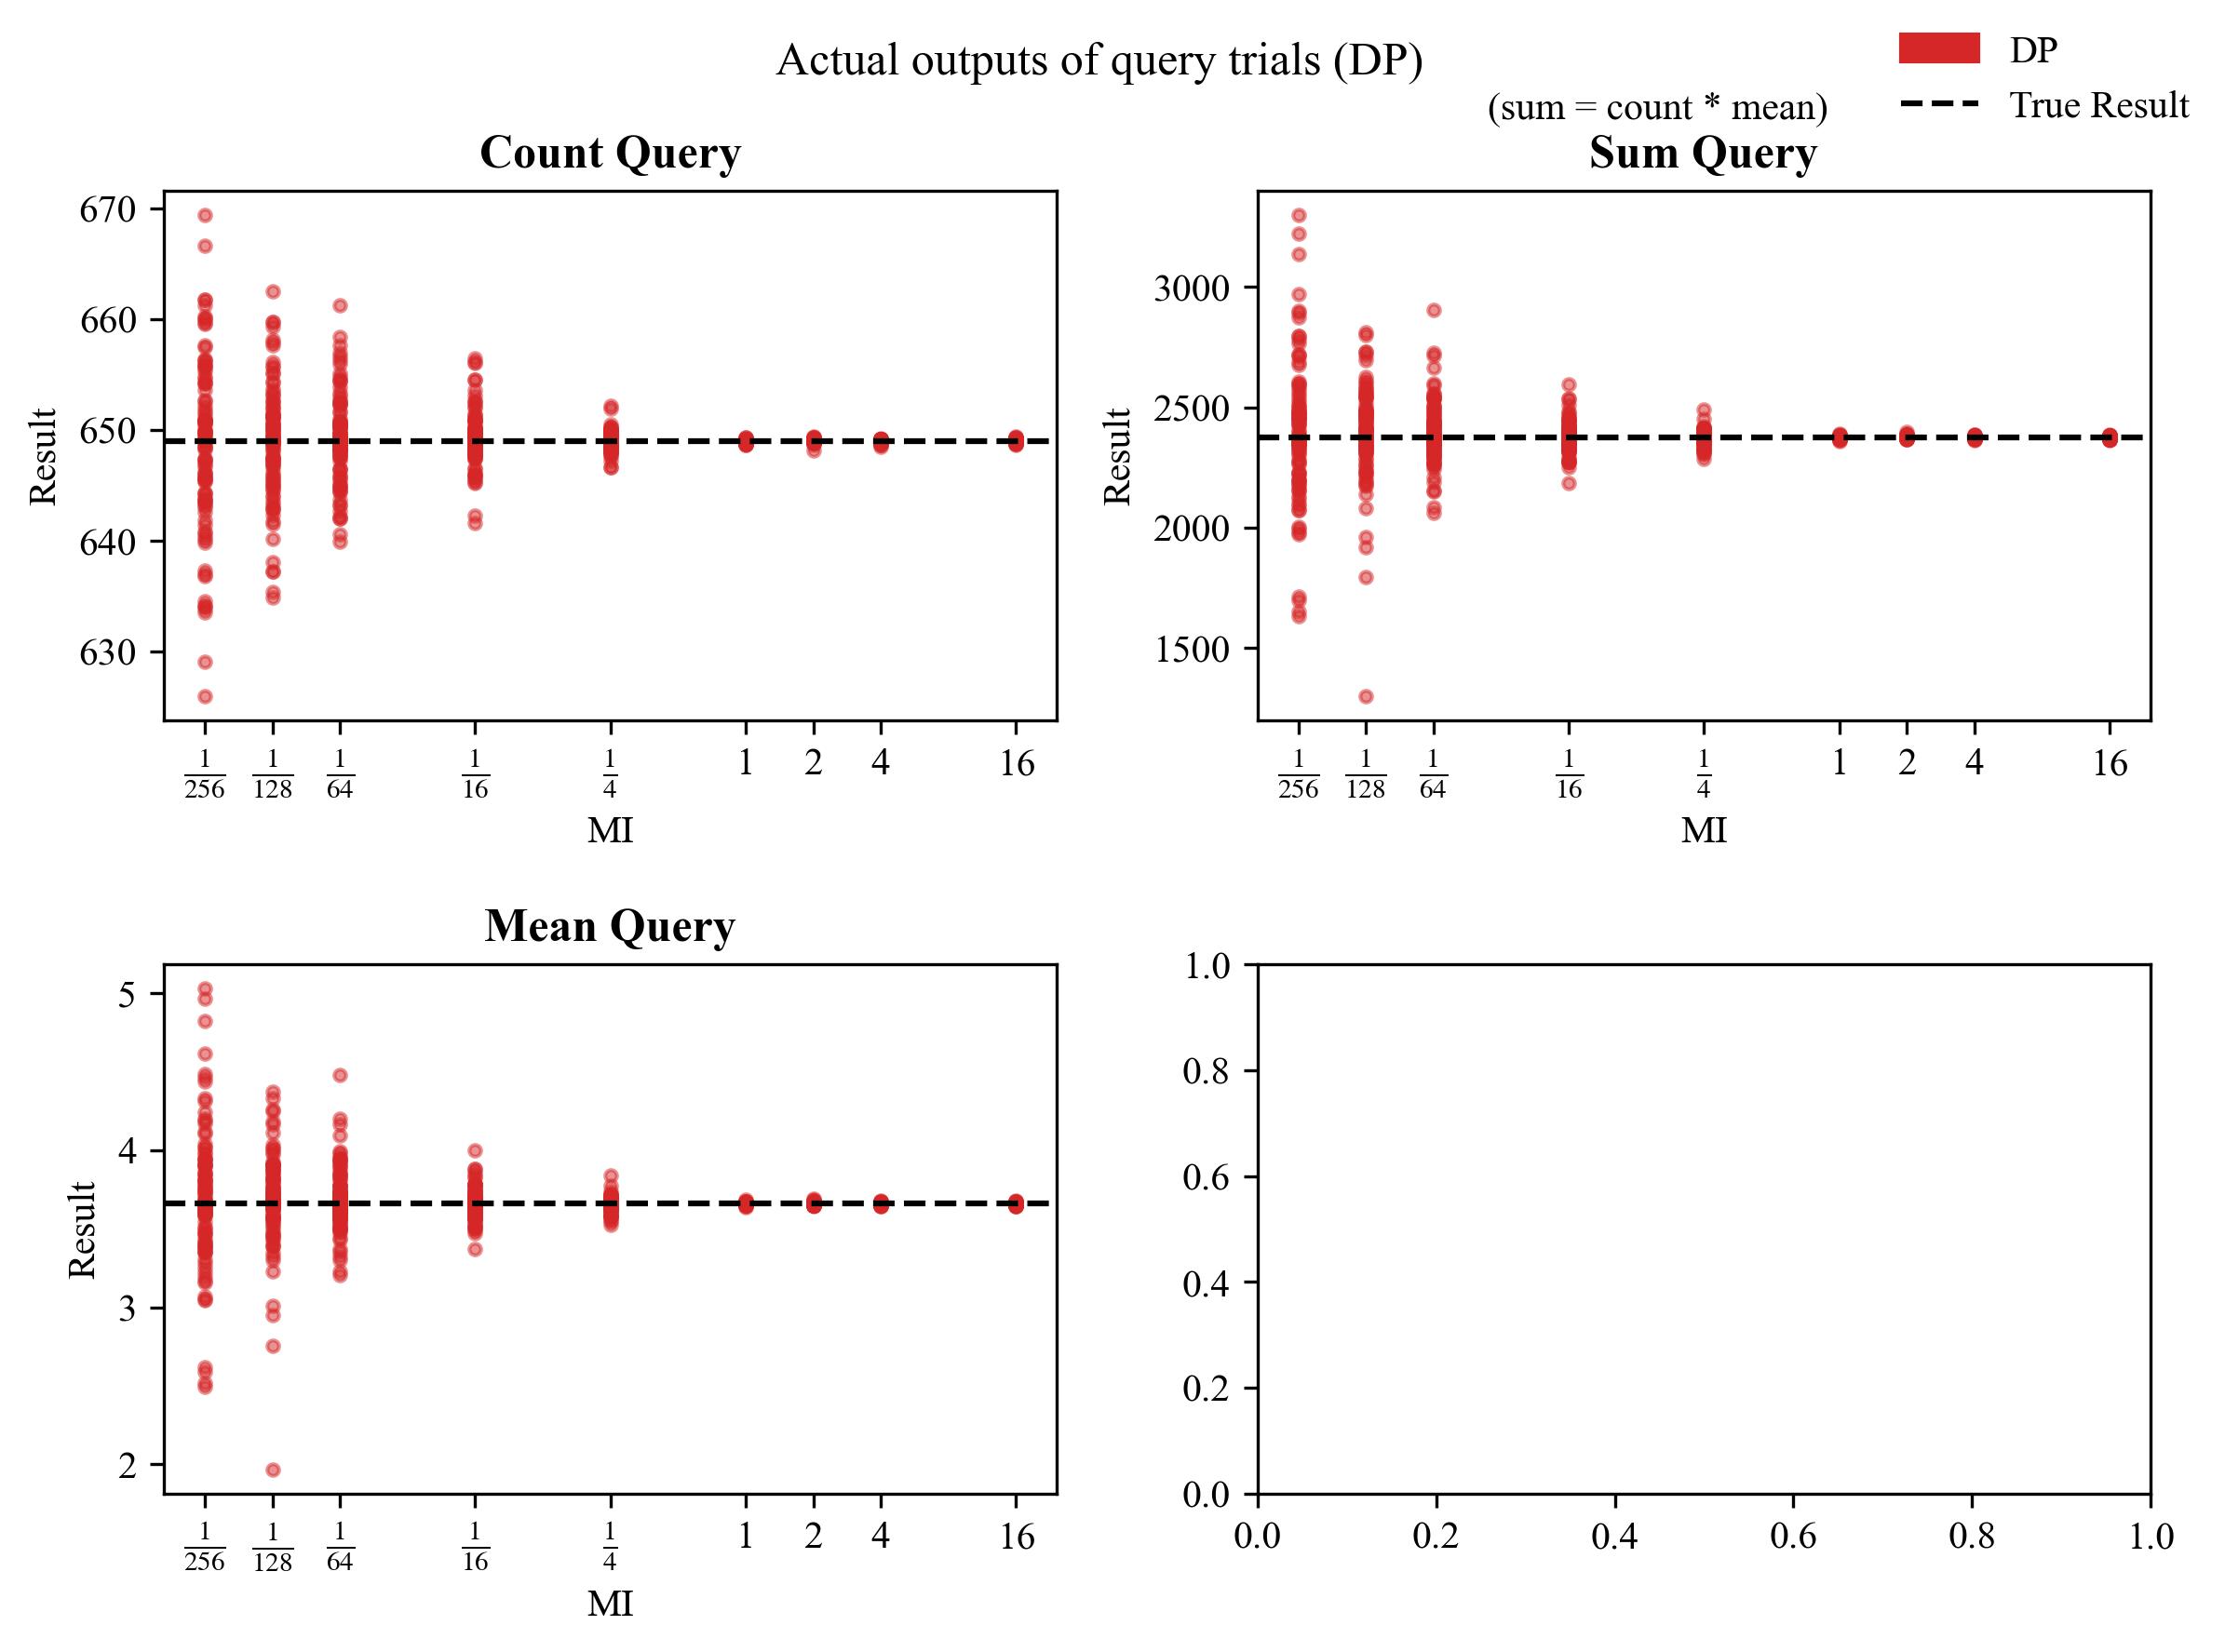 Actual outputs of query trials (DP)
DP
True Result
(sum = count * mean)
Count Query
670
660
650
640
630
Result
1/256 1/128 1/64 1/16 1/4 1 2 4 16
MI
Sum Query
3000
2500
2000
1500
Result
1/256 1/128 1/64 1/16 1/4 1 2 4 16
MI
Mean Query
5
4
3
2
Result
1/256 1/128 1/64 1/16 1/4 1 2 4 16
MI
1.0
0.8
0.6
0.4
0.2
0.0
0.0 0.2 0.4 0.6 0.8 1.0